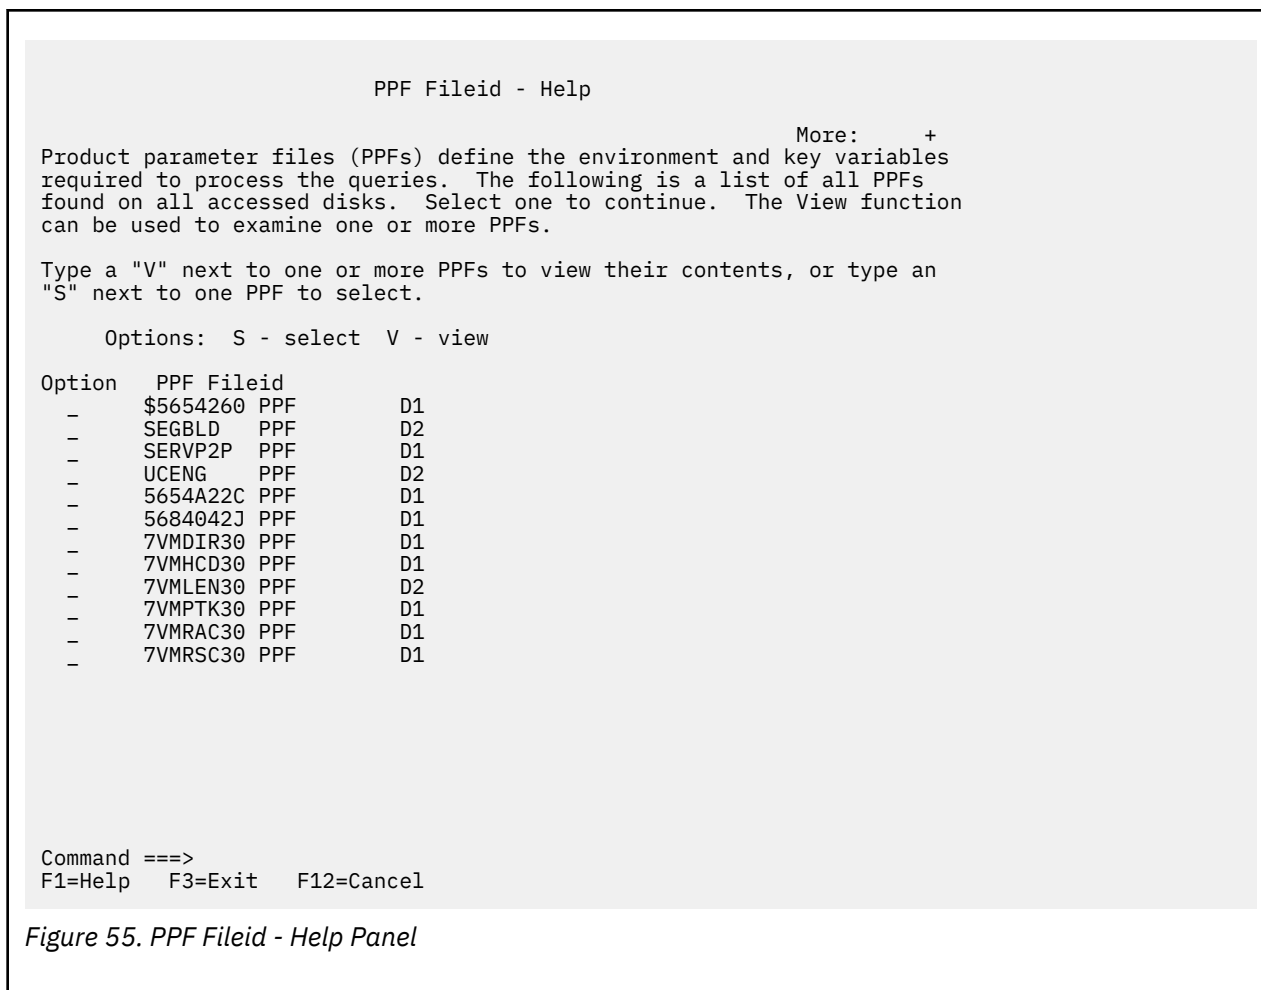 PPF Fileid - Help
More:     +
Product parameter files (PPFs) define the environment and key variables
required to process the queries.  The following is a list of all PPFs
found on all accessed disks.  Select one to continue.  The View function
can be used to examine one or more PPFs.
Type a "V" next to one or more PPFs to view their contents, or type an
"S" next to one PPF to select.
Options:  S - select  V - view
Option   PPF Fileid
_     $5654260 PPF        D1
_     SEGBLD   PPF        D2
_     SERVP2P  PPF        D1
_     UCENG    PPF        D2
_     5654A22C PPF        D1
_     5684042J PPF        D1
_     7VMDIR30 PPF        D1
_     7VMHCD30 PPF        D1
_     7VMLEN30 PPF        D2
_     7VMPTK30 PPF        D1
_     7VMRAC30 PPF        D1
_     7VMRSC30 PPF        D1
Command ===>
F1=Help   F3=Exit   F12=Cancel
Figure 55. PPF Fileid - Help Panel